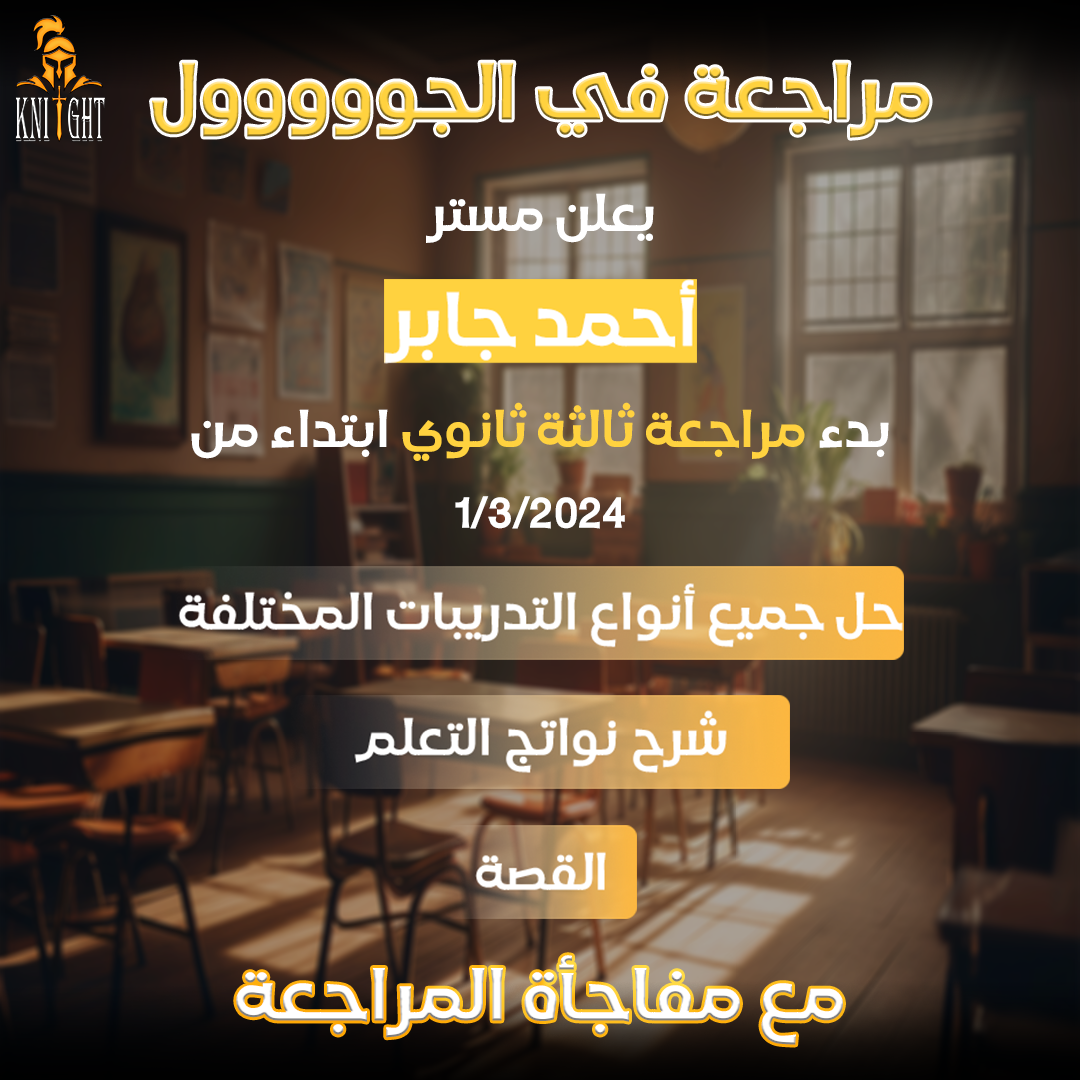 KNIGHT
مراجعة في الجوووووول
يعلن مستر
أحمد جابر
بدء مراجعة ثالثة ثانوي ابتداء من
1/3/2024
حل جميع أنواع التدريبات المختلفة
شرح نواتج التعلم
القصة
مع مفاجأة المراجعة